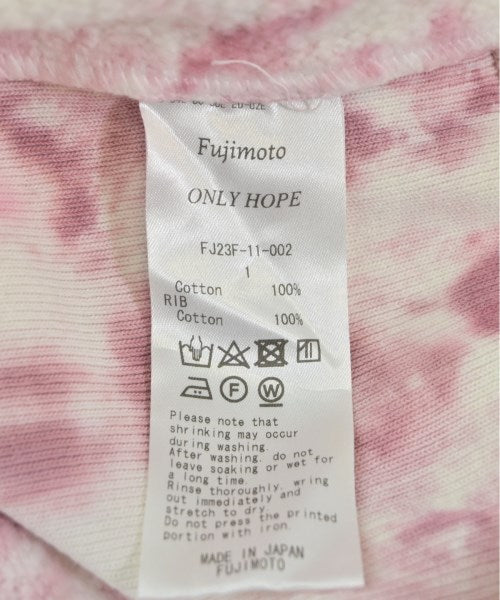 Fujimoto
ONLY HOPE
FJ23F-11-002
1
Cotton 100%
RIB
Cotton 100%
F W
Please note that
shrinking may occur
during washing.
After washing, do not
leave soaking or wet for
a long time.
Rinse thoroughly, wring
out immediately and
stretch to dry.
Do not press the printed
portion with iron.
MADE IN JAPAN
FUJIMOTO